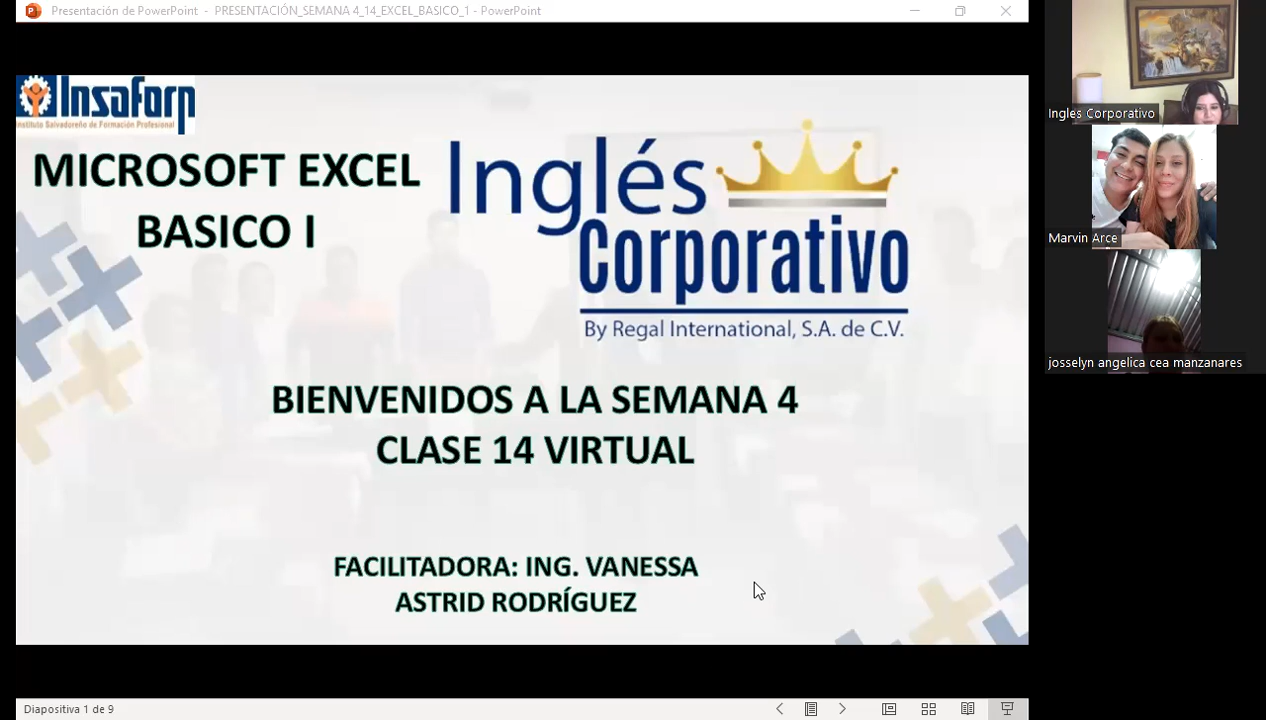 Presentación de PowerPoint - PRESENTACIÓN_SEMANA 4_14_EXCEL_BASICO_1 - PowerPoint
Insaforp
Instituto Salvadoreño de Formación Profesional
MICROSOFT EXCEL
BASICO I
Inglés
Corporativo
By Regal International, S.A. de C.V.
BIENVENIDOS A LA SEMANA 4
CLASE 14 VIRTUAL
FACILITADORA: ING. VANESSA
ASTRID RODRÍGUEZ
Diapositiva 1 de 9
Ingles Corporativo
Marvin Arce
josselyn angelica cea manzanares